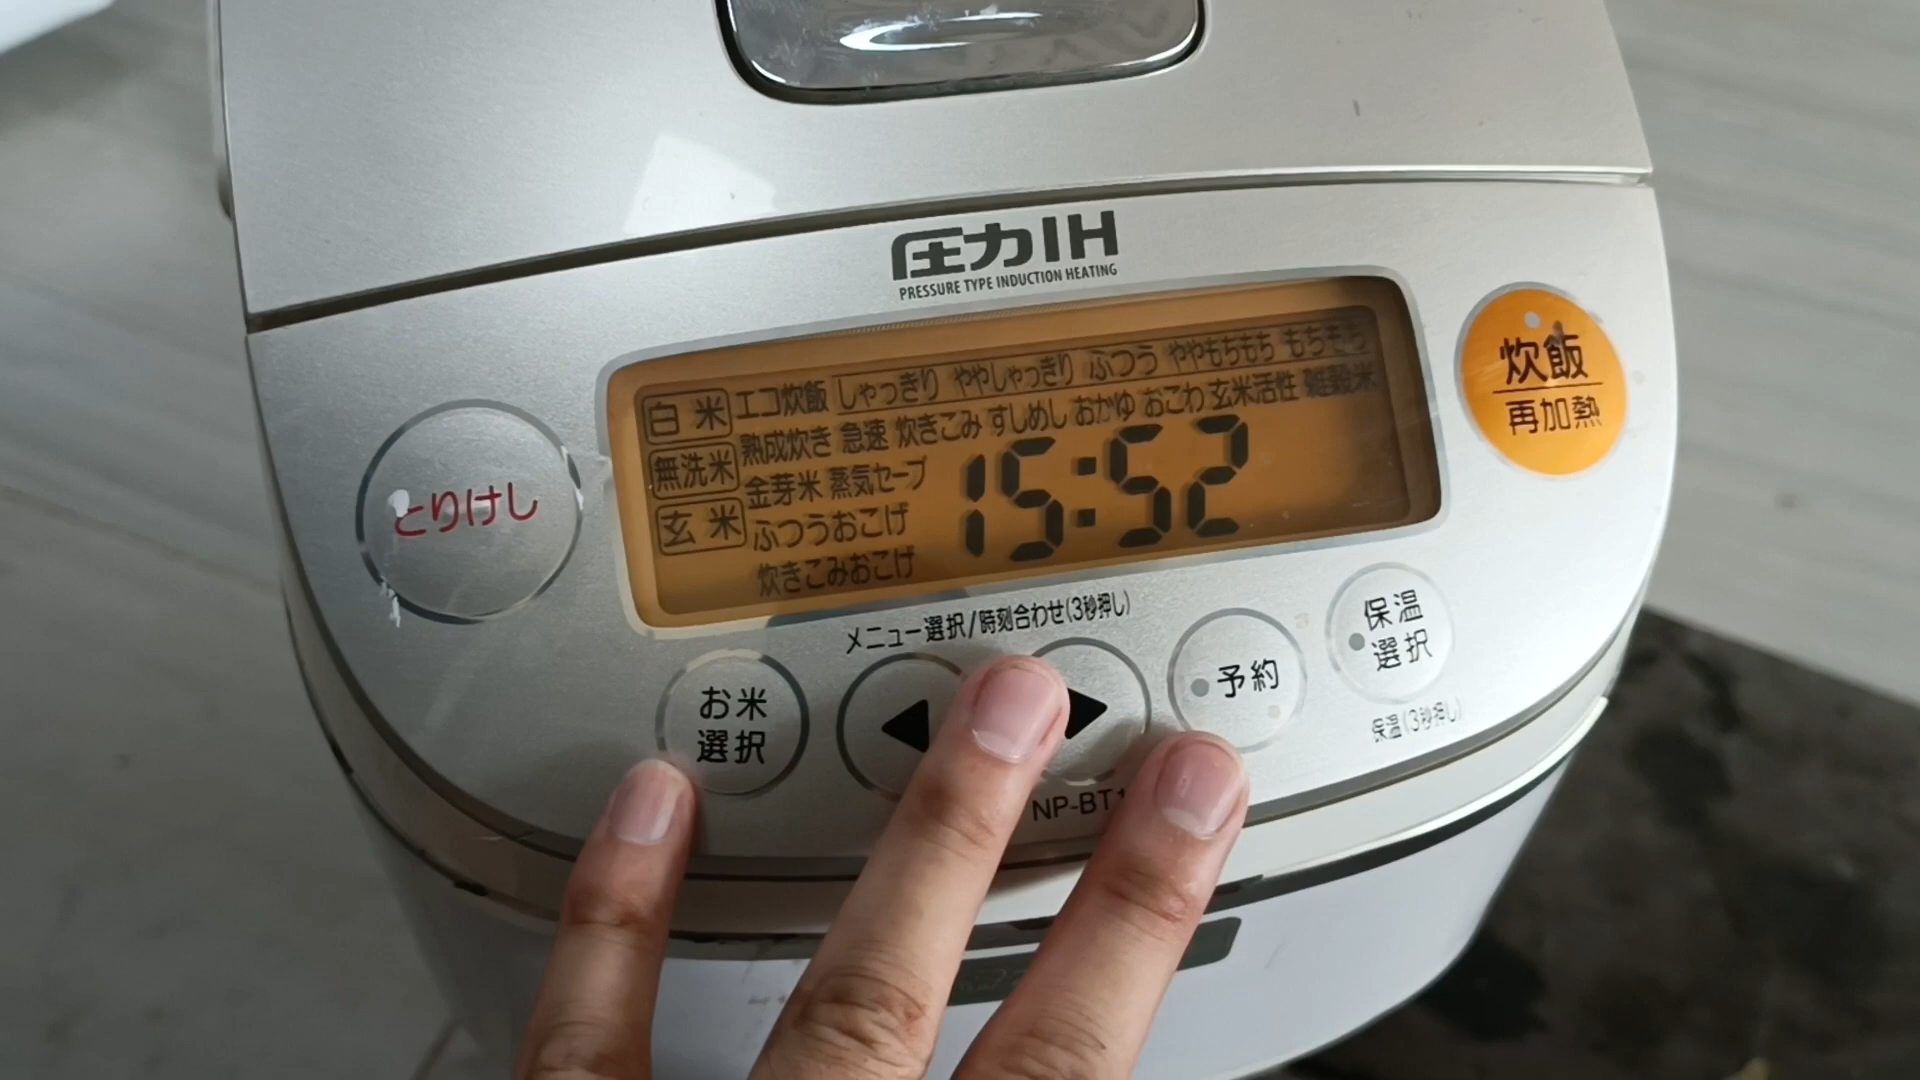 圧力IH
PRESSURE TYPE INDUCTION HEATING
白米 エコ炊飯 しゃっきり ややしゃっきり ふつう ややもちもち もちもち
熟成炊き 急速 炊きこみ すしめし おかゆ おこわ 玄米活性 雑穀米
無洗米 金芽米 蒸気セーブ
玄米 ふつうおこげ
炊きこみおこげ
15:52
炊飯
再加熱
とりけし
メニュー選択/時刻合わせ(3秒押し)
お米
選択
予約
保温
選択
保温(3秒押し)
NP-BT1